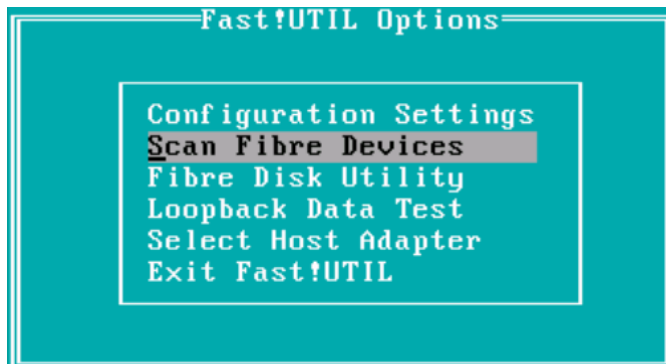 Fast!UTIL Options
Configuration Settings
Scan Fibre Devices
Fibre Disk Utility
Loopback Data Test
Select Host Adapter
Exit Fast!UTIL